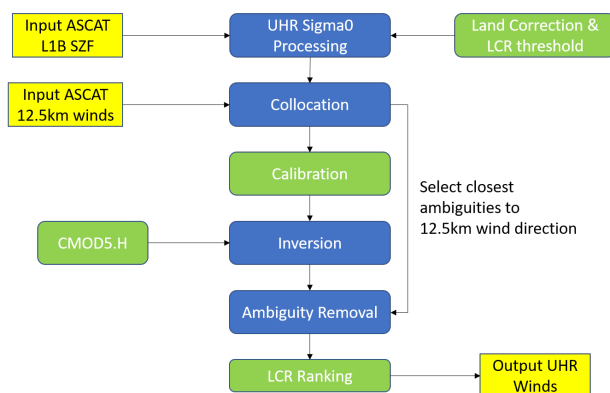 Input ASCAT
L1B SZF
UHR Sigma0
Processing
Land Correction &
LCR threshold
Input ASCAT
12.5km winds
Collocation
Calibration
Select closest
ambiguities to
12.5km wind direction
CMOD5.H
Inversion
Ambiguity Removal
LCR Ranking
Output UHR
Winds